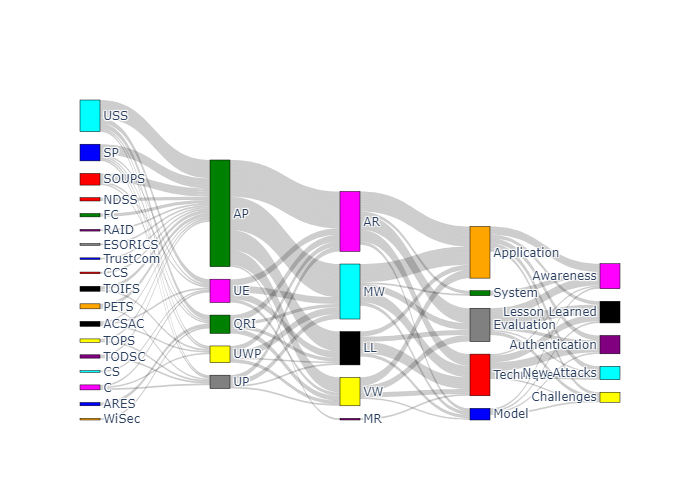 USS
SP
SOUPS
NDSS
FC
RAID
ESORICS
TrustCom
CCS
TOIFS
PETS
ACSAC
TOPS
TODSC
CS
C
ARES
WiSec
AP
UE
QRI
UWP
UP
AR
MW
LL
VW
MR
Application
System
Evaluation
Technique
Model
Awareness
Lesson Learned
Authentication
New Attacks
Challenges